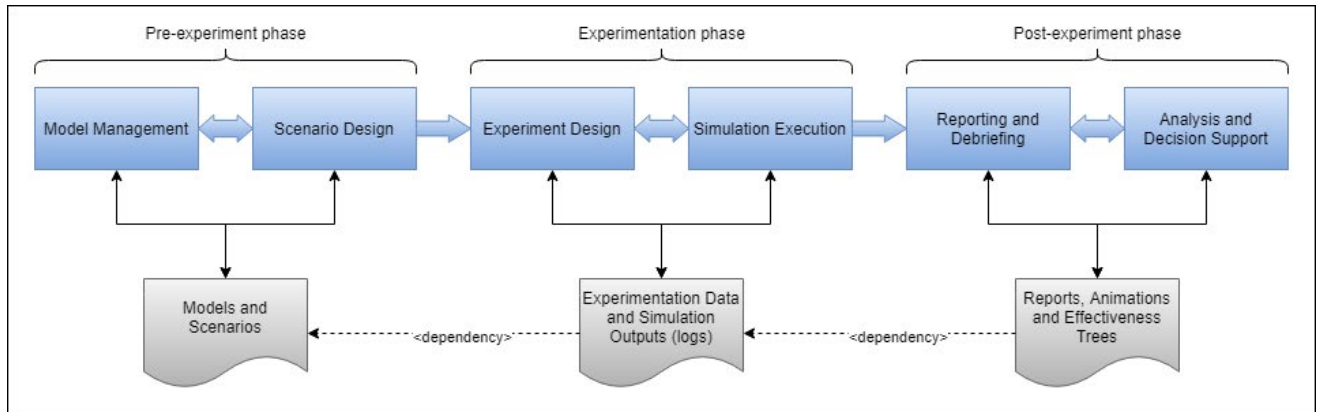 Pre-experiment phase
Experimentation phase
Post-experiment phase
Model Management
Scenario Design
Experiment Design
Simulation Execution
Reporting and
Debriefing
Analysis and
Decision Support
Models and
Scenarios
<dependency>
Experimentation Data
and Simulation
Outputs (logs)
<dependency>
Reports, Animations
and Effectiveness
Trees